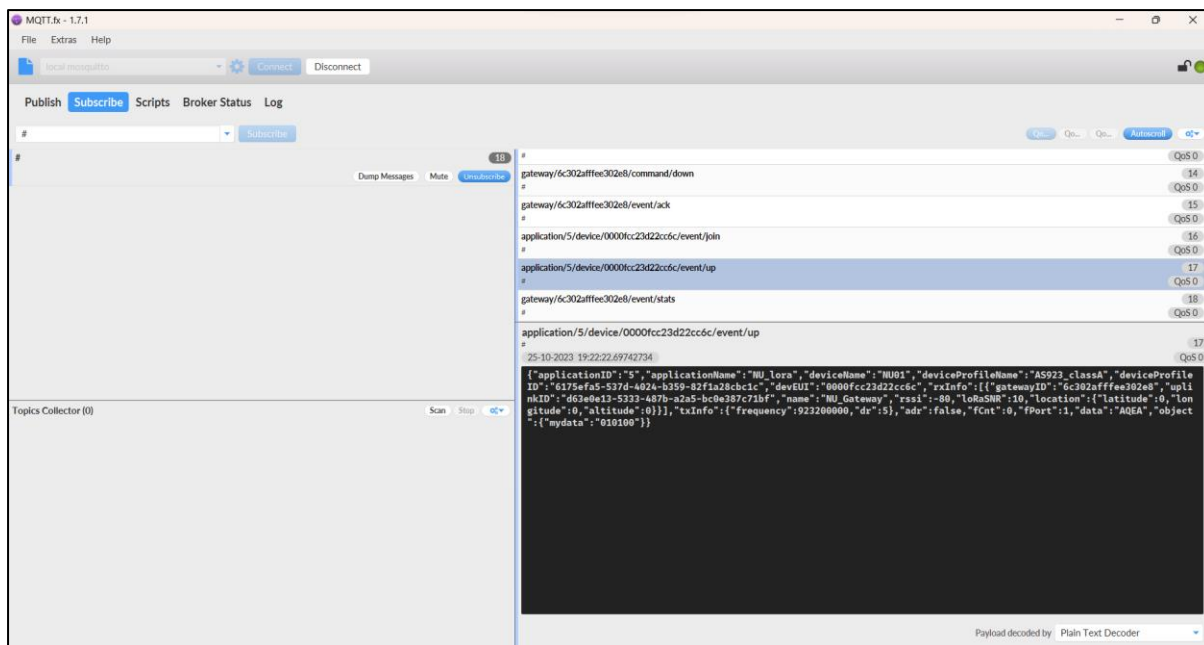 MQTT.fx - 1.7.1
File Extras Help
local mosquitto Connect Disconnect
Publish Subscribe Scripts Broker Status Log
# Subscribe Qo... Qo... Qo... Autoscroll
# 18
Dump Messages Mute Unsubscribe
Topics Collector (0) Scan Stop
# QoS 0
gateway/6c302afffee302e8/command/down 14
# QoS 0
gateway/6c302afffee302e8/event/ack 15
# QoS 0
application/5/device/0000fcc23d22cc6c/event/join 16
# QoS 0
application/5/device/0000fcc23d22cc6c/event/up 17
# QoS 0
gateway/6c302afffee302e8/event/stats 18
# QoS 0
application/5/device/0000fcc23d22cc6c/event/up
# 17
25-10-2023 19:22:22.69742734 QoS 0
{"applicationID":"5","applicationName":"NU_lora","deviceName":"NU01","deviceProfileName":"AS923_classA","deviceProfile
ID":"6175efa5-537d-4024-b359-82f1a28cbc1c","devEUI":"0000fcc23d22cc6c","rxInfo":[{"gatewayID":"6c302afffee302e8","upli
nkID":"d63e0e13-5333-487b-a2a5-bc0e387c71bf","name":"NU_Gateway","rssi":-80,"loRaSNR":10,"location":{"latitude":0,"lon
gitude":0,"altitude":0}}],"txInfo":{"frequency":923200000,"dr":5},"adr":false,"fCnt":0,"fPort":1,"data":"AQEA","object
":{"mydata":"010100"}}
Payload decoded by Plain Text Decoder